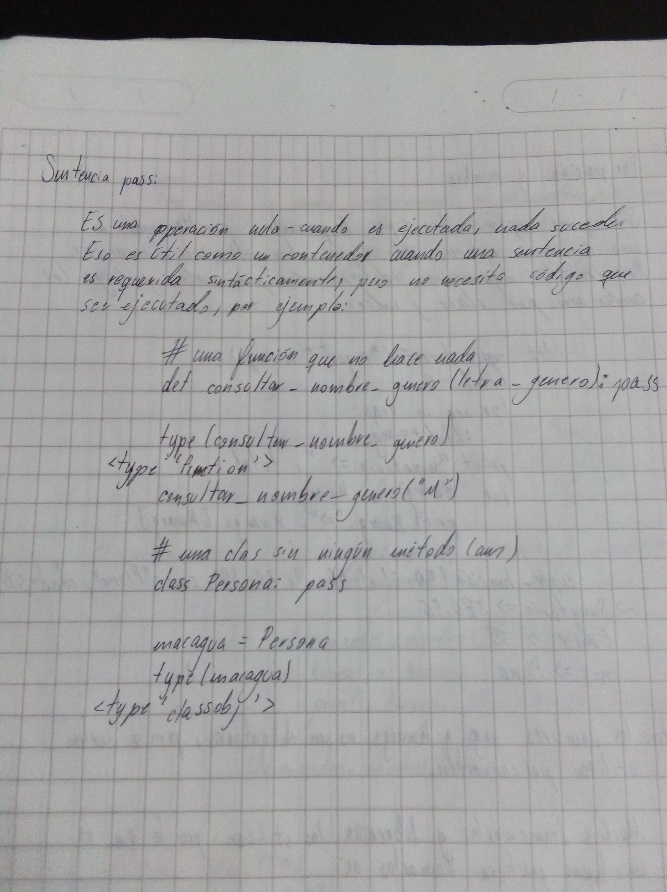 Sentencia pass:
ES una operación nula - cuando es ejecutada, nada sucede.
Eso es útil como un contenedor cuando una sentencia
es requerida sintácticamente, pero no necesita código que
ser ejecutado, por ejemplo:
# una función que no hace nada
def consultar_nombre_genero (letra_genero): pass
type (consultar_nombre_genero)
<type 'function'>
consultar_nombre_genero("M")
# una clas sin ningún método (aun)
class Persona: pass
macagua = Persona
type (macagua)
<type 'classobj'>